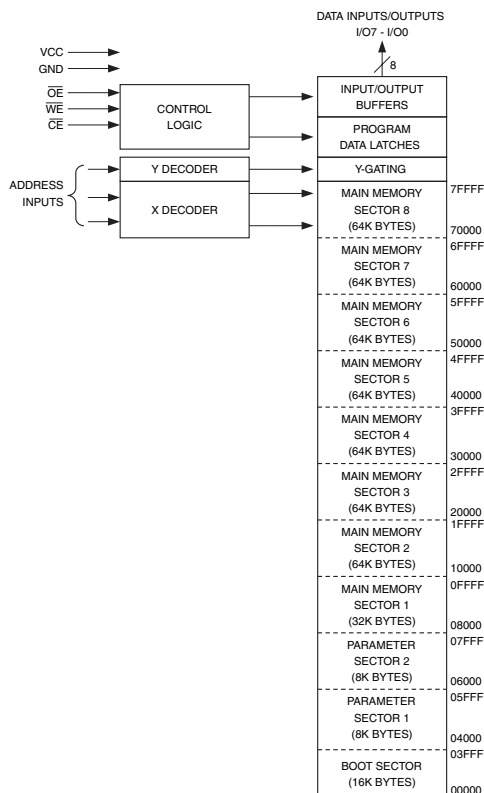 DATA INPUTS/OUTPUTS
I/O7 - I/O0
8
VCC
GND
OE
WE
CE
CONTROL
LOGIC
INPUT/OUTPUT
BUFFERS
PROGRAM
DATA LATCHES
ADDRESS
INPUTS
Y DECODER
Y-GATING
X DECODER
MAIN MEMORY
SECTOR 8
(64K BYTES)
7FFFF
70000
MAIN MEMORY
SECTOR 7
(64K BYTES)
6FFFF
60000
MAIN MEMORY
SECTOR 6
(64K BYTES)
5FFFF
50000
MAIN MEMORY
SECTOR 5
(64K BYTES)
4FFFF
40000
MAIN MEMORY
SECTOR 4
(64K BYTES)
3FFFF
30000
MAIN MEMORY
SECTOR 3
(64K BYTES)
2FFFF
20000
MAIN MEMORY
SECTOR 2
(64K BYTES)
1FFFF
10000
MAIN MEMORY
SECTOR 1
(32K BYTES)
0FFFF
08000
PARAMETER
SECTOR 2
(8K BYTES)
07FFF
06000
PARAMETER
SECTOR 1
(8K BYTES)
05FFF
04000
BOOT SECTOR
(16K BYTES)
03FFF
00000